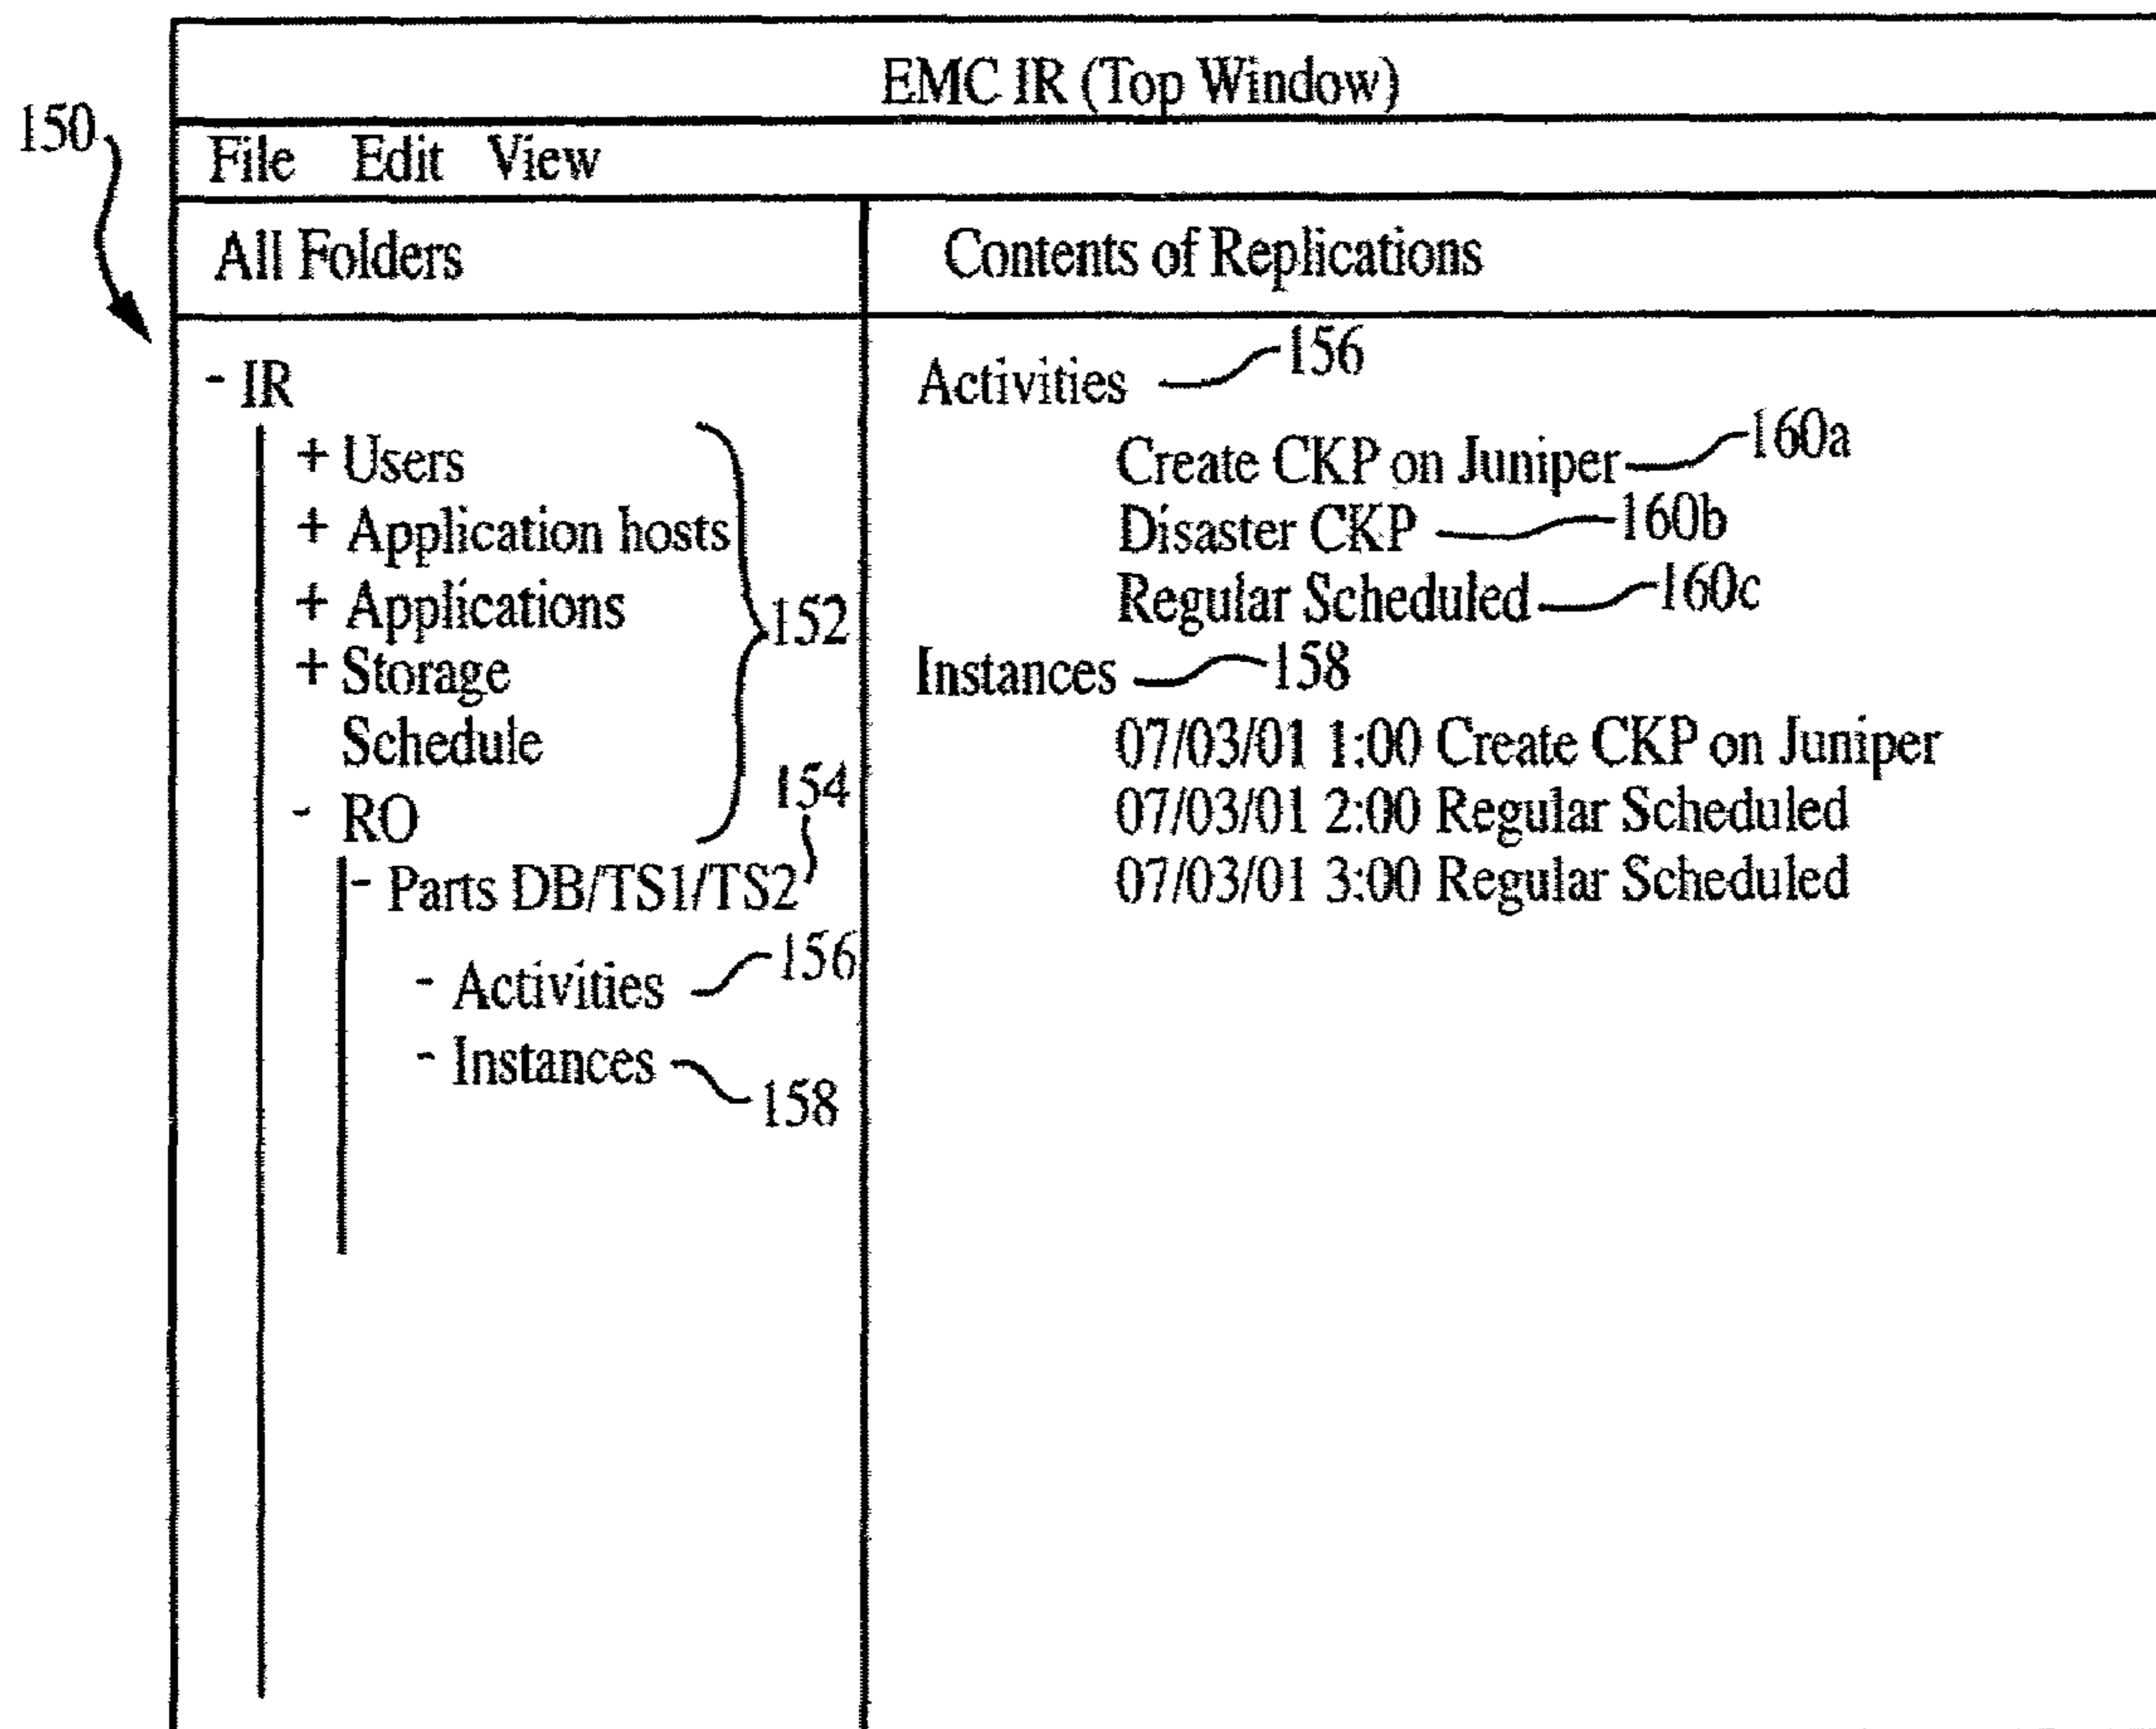 EMC IR (Top Window)
150
File Edit View
All Folders
Contents of Replications
- IR
+ Users
+ Application hosts
+ Applications
+ Storage
Schedule
- RO
152
154
- Parts DB/TS1/TS2
- Activities 156
- Instances 158
Activities 156
Create CKP on Juniper 160a
Disaster CKP 160b
Regular Scheduled 160c
Instances 158
07/03/01 1:00 Create CKP on Juniper
07/03/01 2:00 Regular Scheduled
07/03/01 3:00 Regular Scheduled